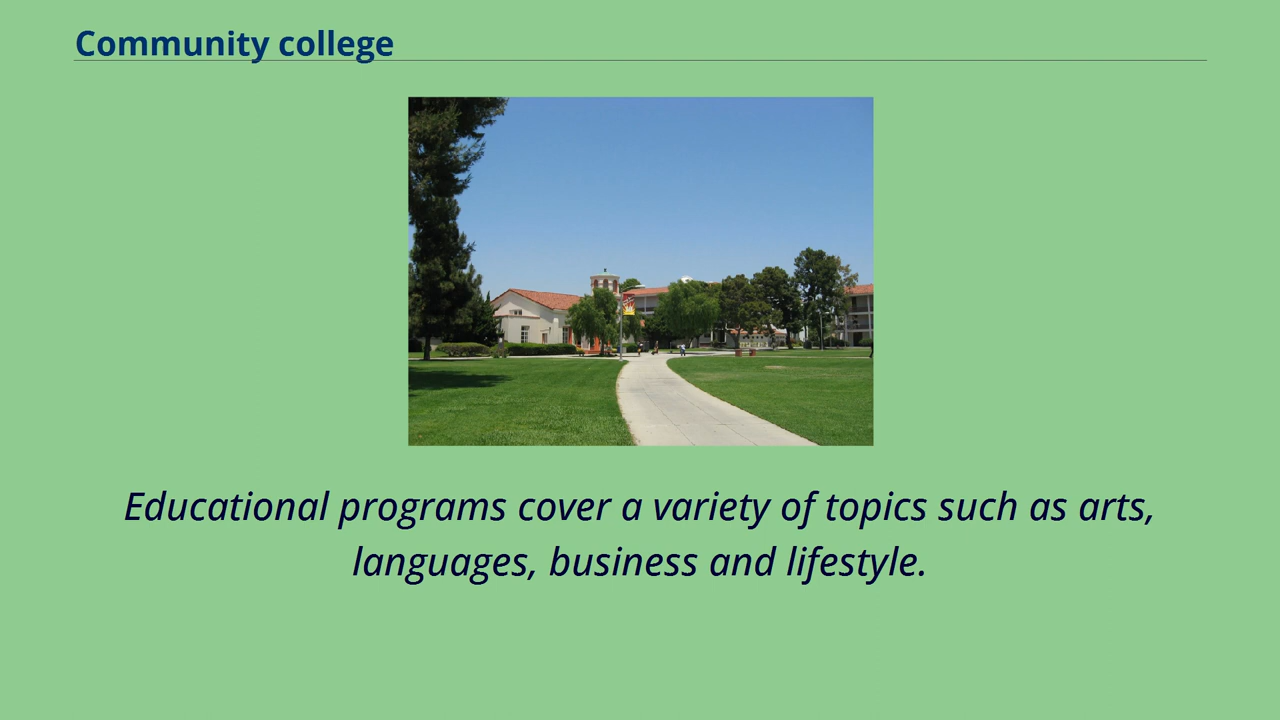 Community college
Educational programs cover a variety of topics such as arts,
languages, business and lifestyle.